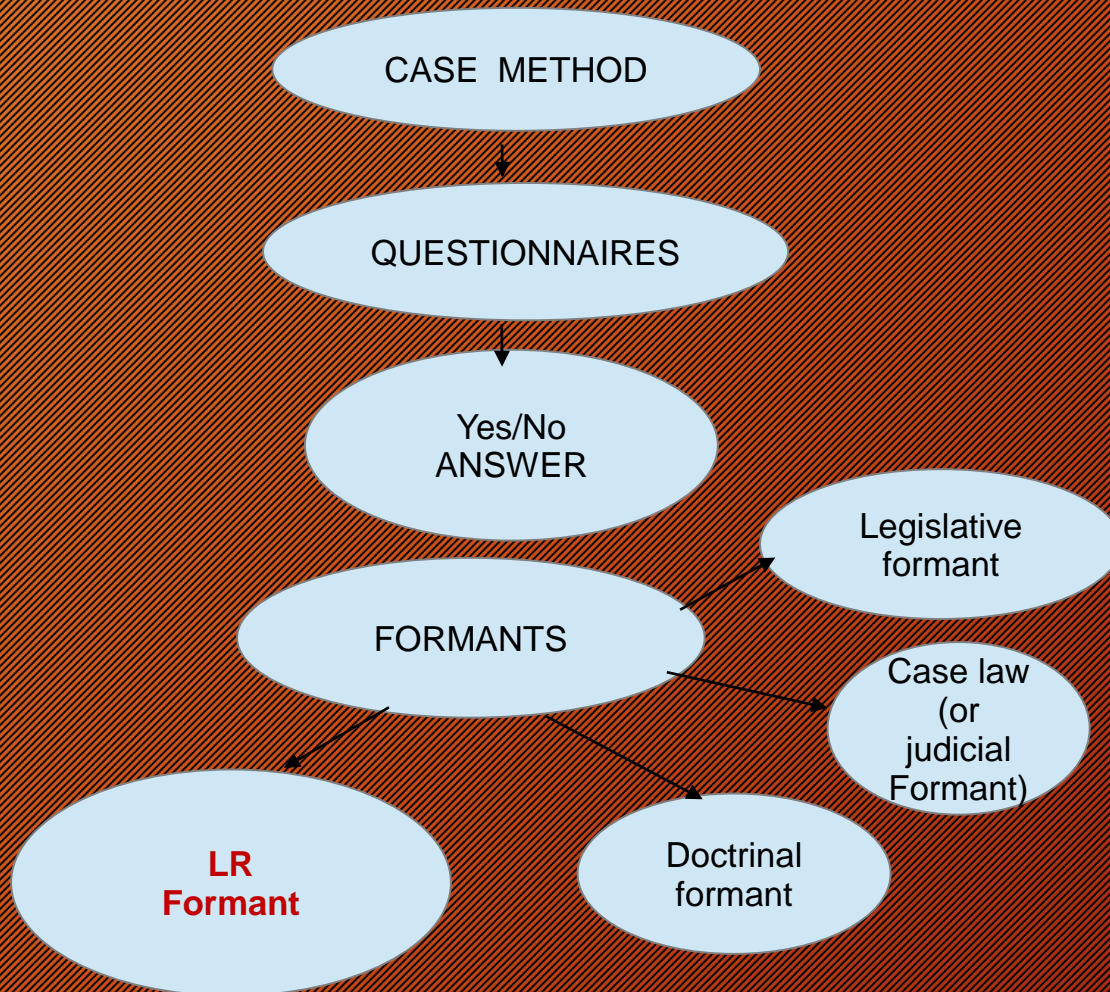 CASE METHOD
QUESTIONNAIRES
Yes/No
ANSWER
Legislative
formant
FORMANTS
Case law
(or
judicial
Formant)
LR
Formant
Doctrinal
formant